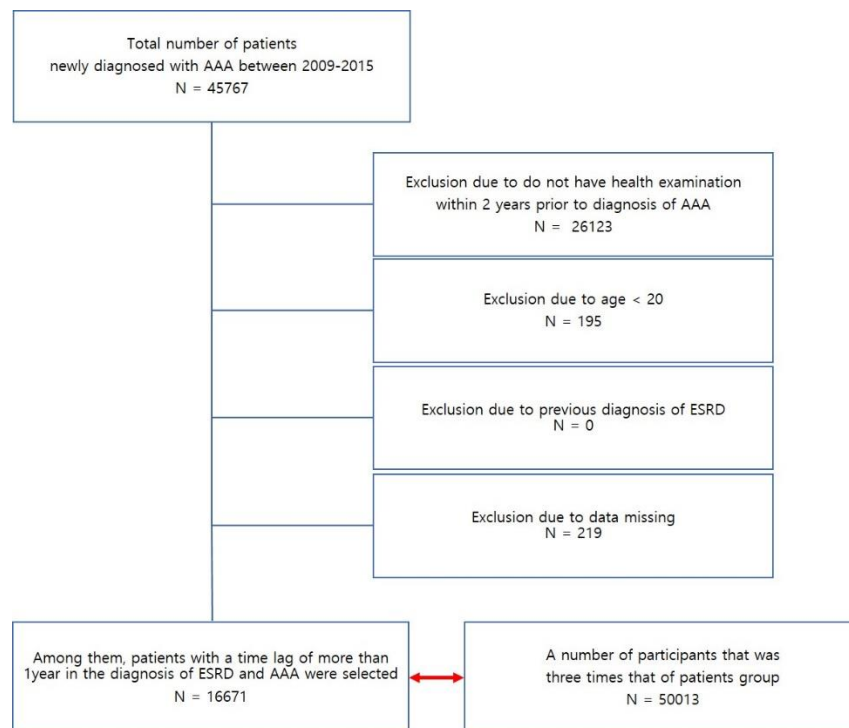 Total number of patients
newly diagnosed with AAA between 2009-2015
N = 45767
Exclusion due to do not have health examination
within 2 years prior to diagnosis of AAA
N = 26123
Exclusion due to age < 20
N = 195
Exclusion due to previous diagnosis of ESRD
N = 0
Exclusion due to data missing
N = 219
Among them, patients with a time lag of more than
1year in the diagnosis of ESRD and AAA were selected
N = 16671
A number of participants that was
three times that of patients group
N = 50013